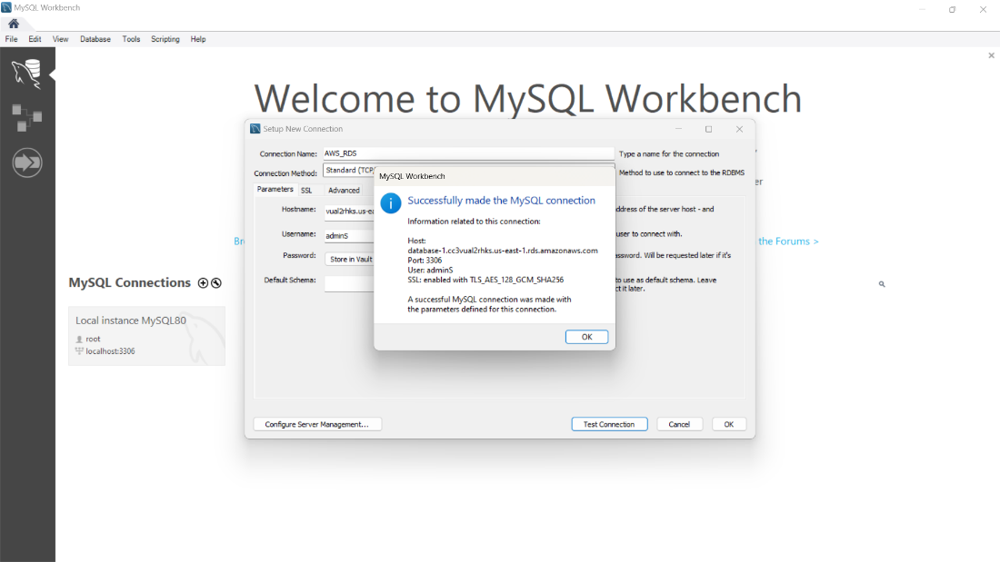 MySQL Workbench
File Edit View Database Tools Scripting Help
Welcome to MySQL Workbench
Setup New Connection
Connection Name: AWS_RDS Type a name for the connection
Connection Method: Standard (TCP/ Method to use to connect to the RDBMS
Parameters SSL Advanced
Hostname: vual2rhks.us-ea address of the server host - and
Username: adminS user to connect with.
Password: Store in Vault assword. Will be requested later if it's
Default Schema: to use as default schema. Leave
ct it later.
MySQL Workbench
Successfully made the MySQL connection
Information related to this connection:
Host:
database-1.cc3vual2rhks.us-east-1.rds.amazonaws.com
Port: 3306
User: adminS
SSL: enabled with TLS_AES_128_GCM_SHA256
A successful MySQL connection was made with
the parameters defined for this connection.
OK
Configure Server Management... Test Connection Cancel OK
er
Br the Forums >
MySQL Connections
Local instance MySQL80
root
localhost:3306